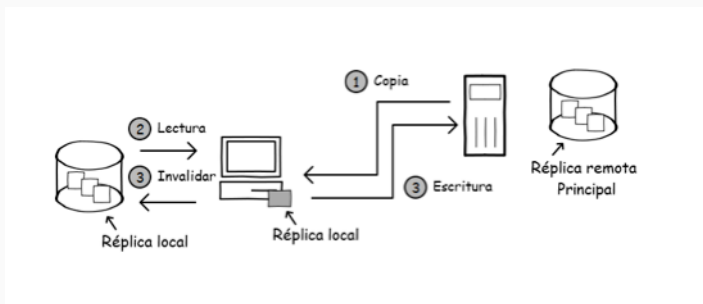 1 Copia
2 Lectura
3 Invalidar
3 Escritura
Réplica remota
Principal
Réplica local
Réplica local